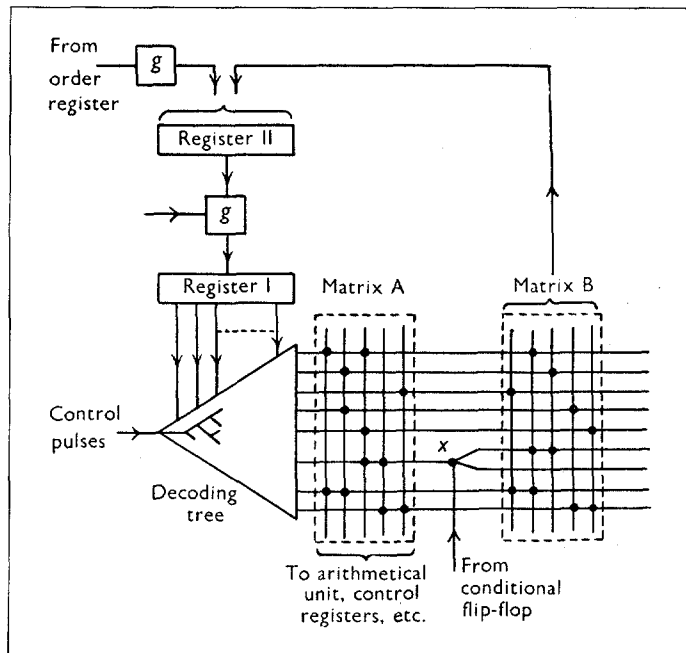 From
order
register
g
Register II
g
Register I
Matrix A
Matrix B
Control
pulses
Decoding
tree
x
To arithmetical
unit, control
registers, etc.
From
conditional
flip-flop